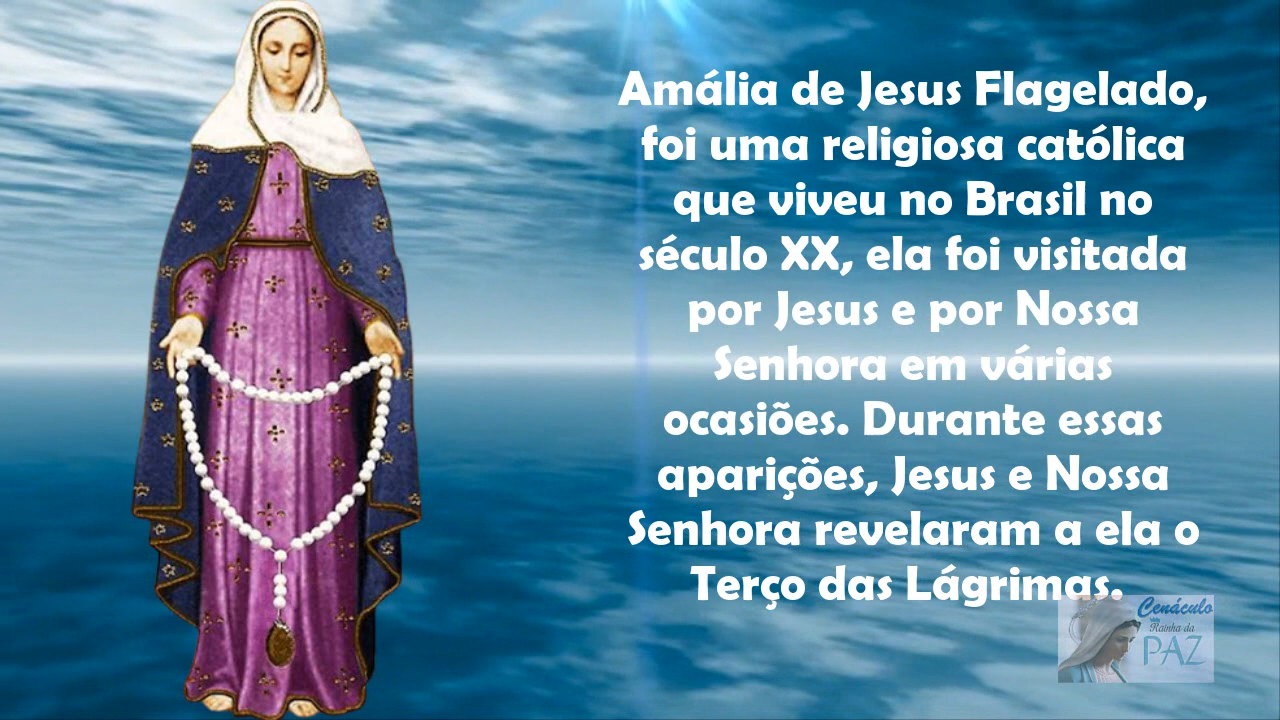 Amália de Jesus Flagelado,
foi uma religiosa católica
que viveu no Brasil no
século XX, ela foi visitada
por Jesus e por Nossa
Senhora em várias
ocasiões. Durante essas
aparições, Jesus e Nossa
Senhora revelaram a ela o
Terço das Lágrimas.
Cenáculo
Rainha da
PAZ